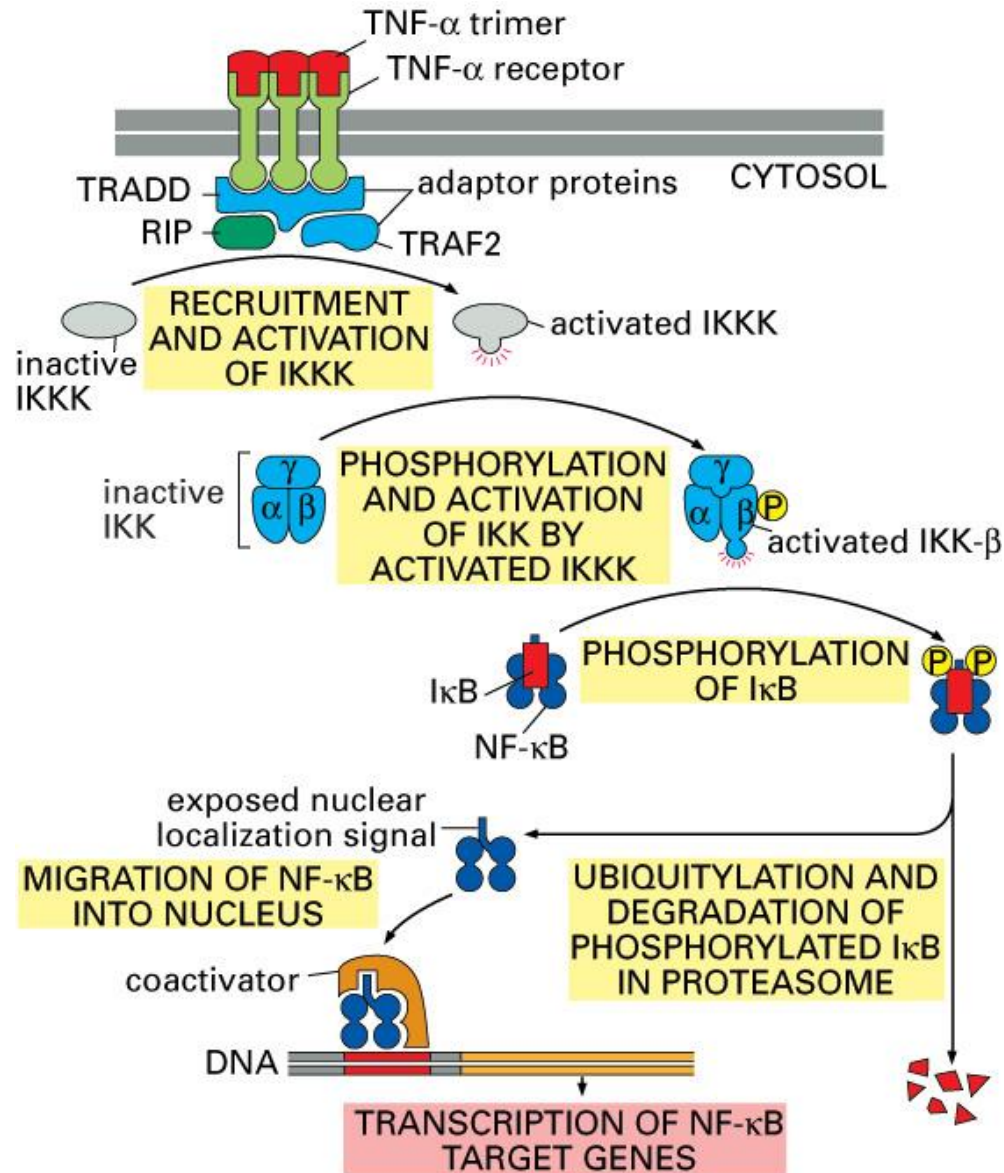 TNF-α trimer
TNF-α receptor
CYTOSOL
TRADD
adaptor proteins
RIP
TRAF2
RECRUITMENT
AND ACTIVATION
OF IKKK
inactive
IKKK
activated IKKK
inactive
IKK
γ
α β
PHOSPHORYLATION
AND ACTIVATION
OF IKK BY
ACTIVATED IKKK
γ
α β
P
activated IKK-β
IκB
NF-κB
PHOSPHORYLATION
OF IκB
P P
exposed nuclear
localization signal
MIGRATION OF NF-κB
INTO NUCLEUS
UBIQUITYLATION AND
DEGRADATION OF
PHOSPHORYLATED IκB
IN PROTEASOME
coactivator
DNA
TRANSCRIPTION OF NF-κB
TARGET GENES